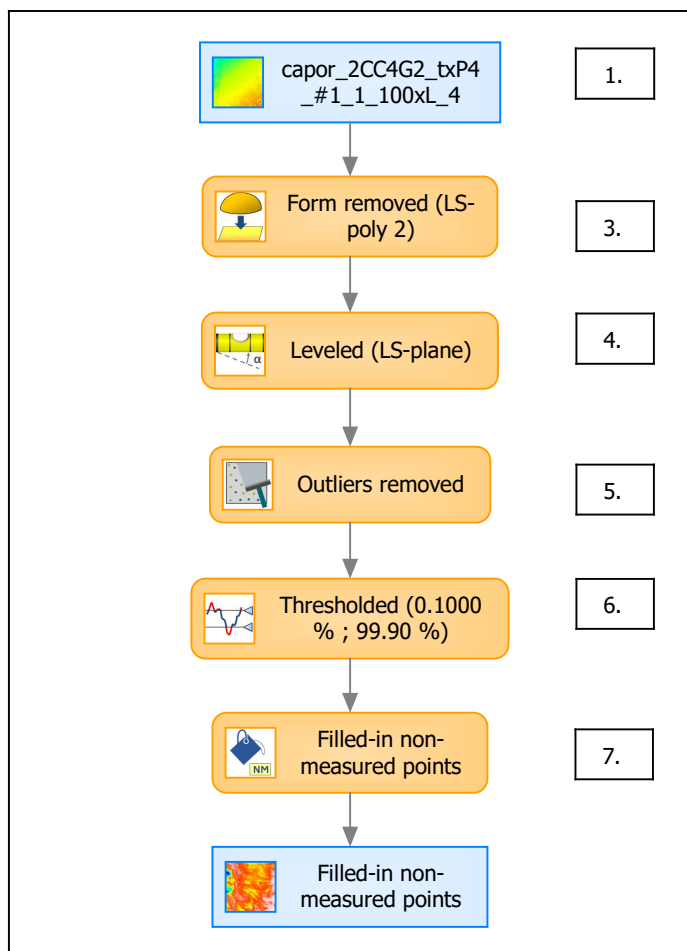 capor_2CC4G2_txP4
_#1_1_100xL_4
1.
Form removed (LS-
poly 2)
3.
α
Leveled (LS-plane)
4.
Outliers removed
5.
Thresholded (0.1000
% ; 99.90 %)
6.
NM
Filled-in non-
measured points
7.
Filled-in non-
measured points